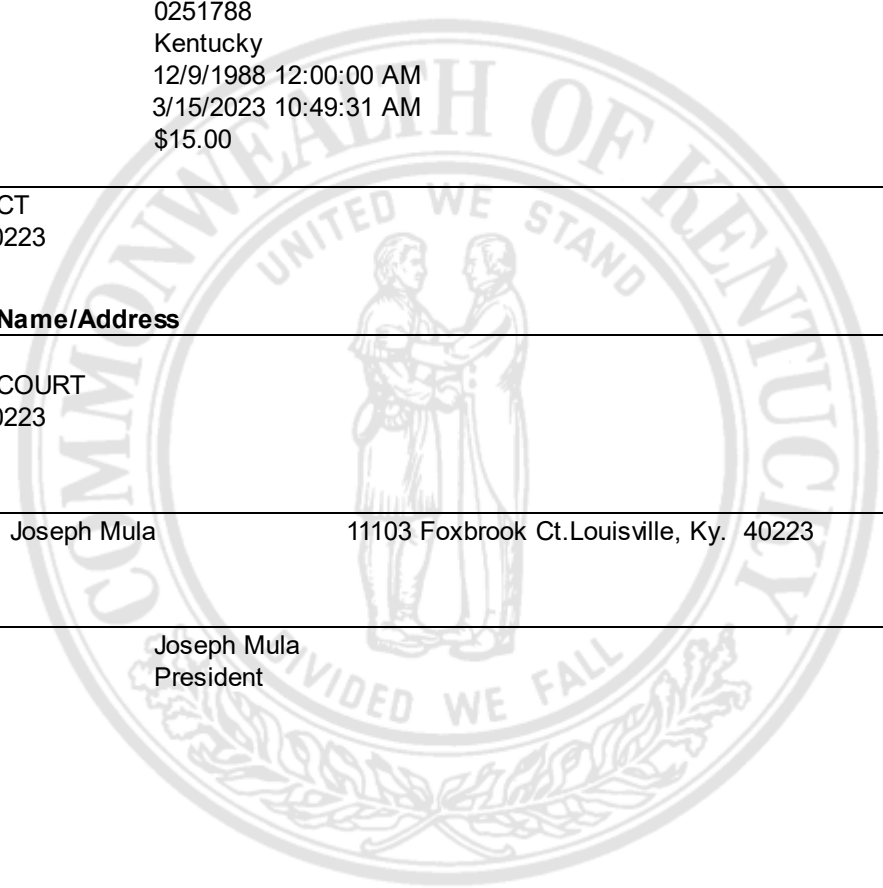 0251788
Kentucky
12/9/1988 12:00:00 AM
3/15/2023 10:49:31 AM
$15.00
CT
0223
Name/Address
COURT
0223
Joseph Mula 11103 Foxbrook Ct.Louisville, Ky. 40223
Joseph Mula
President
COMMONWEALTH OF KENTUCKY
UNITED WE STAND
DIVIDED WE FALL